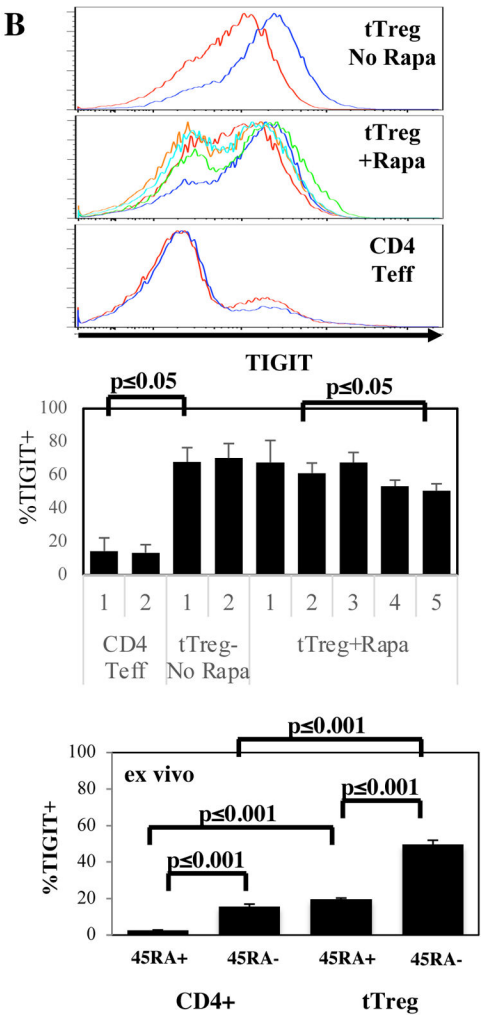 B
tTreg
No Rapa
tTreg
+Rapa
CD4
Teff
TIGIT
p≤0.05 p≤0.05
100
80
60
40
20
0
%TIGIT+
1 2 1 2 1 2 3 4 5
CD4 tTreg- tTreg+Rapa
Teff No Rapa
p≤0.001
100
80
60
40
20
0
%TIGIT+
ex vivo
p≤0.001
p≤0.001
p≤0.001
45RA+ 45RA- 45RA+ 45RA-
CD4+ tTreg